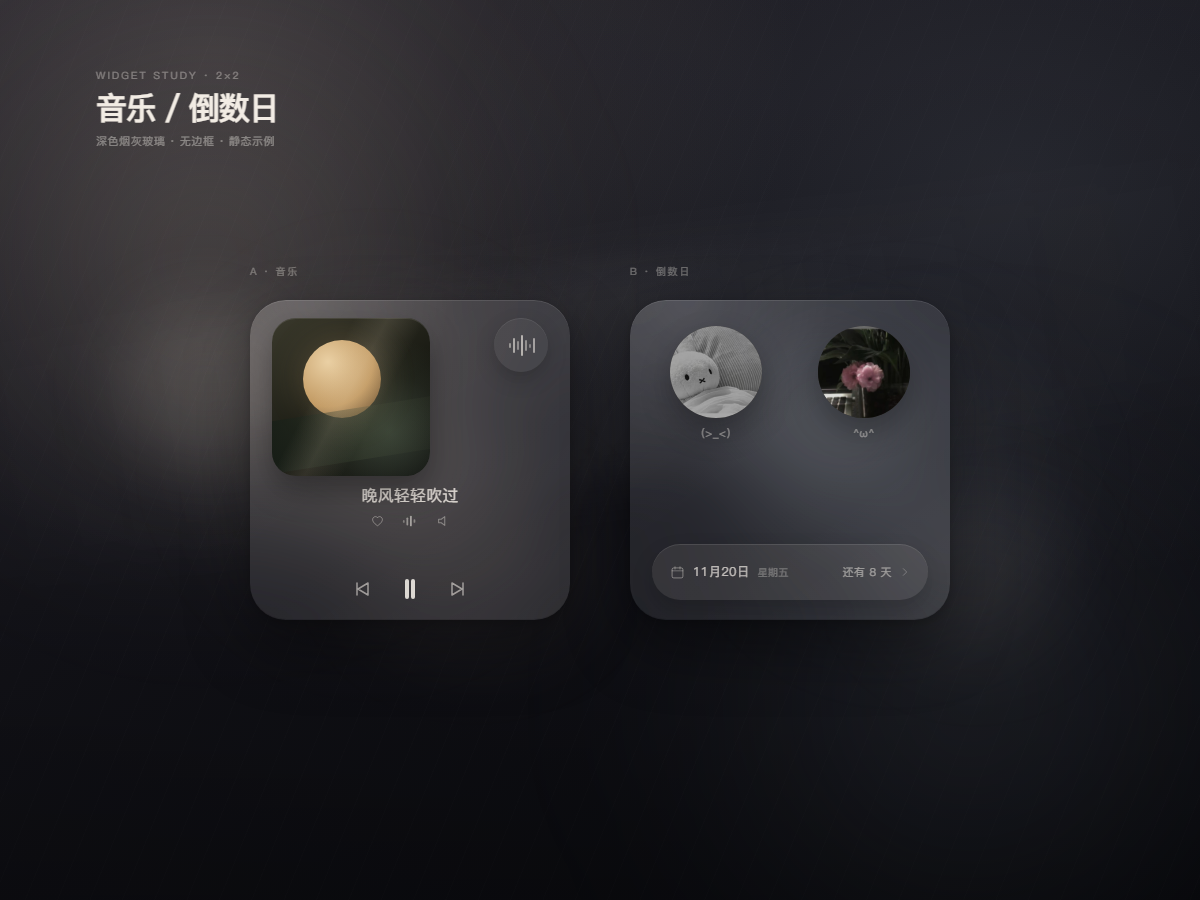 WIDGET STUDY · 2×2
音乐 / 倒数日
深色烟灰玻璃 · 无边框 · 静态示例
A · 音乐
B · 倒数日
(>_<)
^ω^
晚风轻轻吹过
11月20日 星期五 还有 8 天